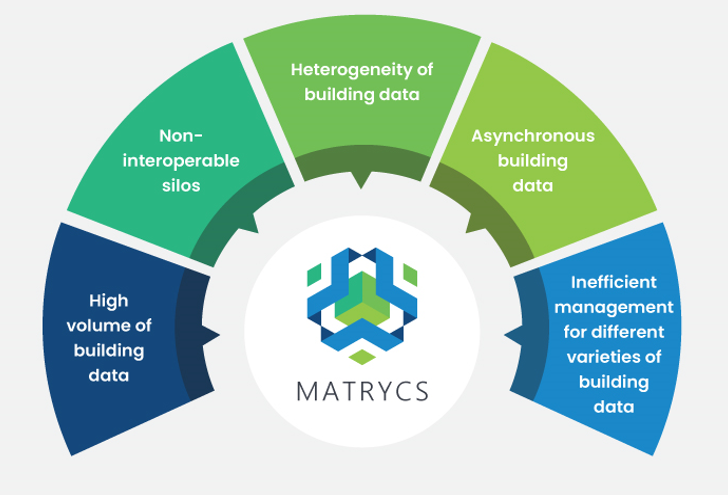 Heterogeneity of
building data
Non-
interoperable
silos
Asynchronous
building
data
High
volume of
building
data
Inefficient
management
for different
varieties of
building
data
MATRYCS